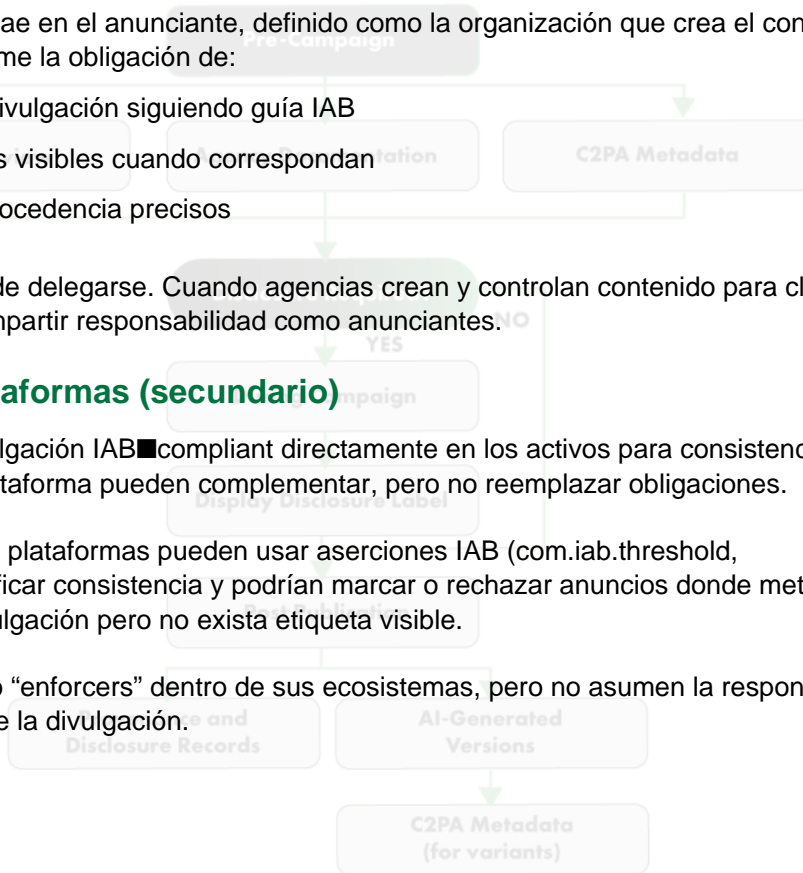 ae en el anunciante, definido como la organización que crea el con
Pre-Campaign
me la obligación de:
ivulgación siguiendo guía IAB
s visibles cuando correspondan
C2PA Metadata
ocedencia precisos
de delegarse. Cuando agencias crean y controlan contenido para cl
mpartir responsabilidad como anunciantes.
NO
YES
aformas (secundario)
lgación IAB■compliant directamente en los activos para consistenc
ataforma pueden complementar, pero no reemplazar obligaciones.
Display Disclosure Label
plataformas pueden usar aserciones IAB (com.iab.threshold,
ficar consistencia y podrían marcar o rechazar anuncios donde met
ulgación pero no exista etiqueta visible.
o “enforcers” dentro de sus ecosistemas, pero no asumen la respon
e la divulgación.
and
Disclosure Records
AI-Generated
Versions
C2PA Metadata
(for variants)